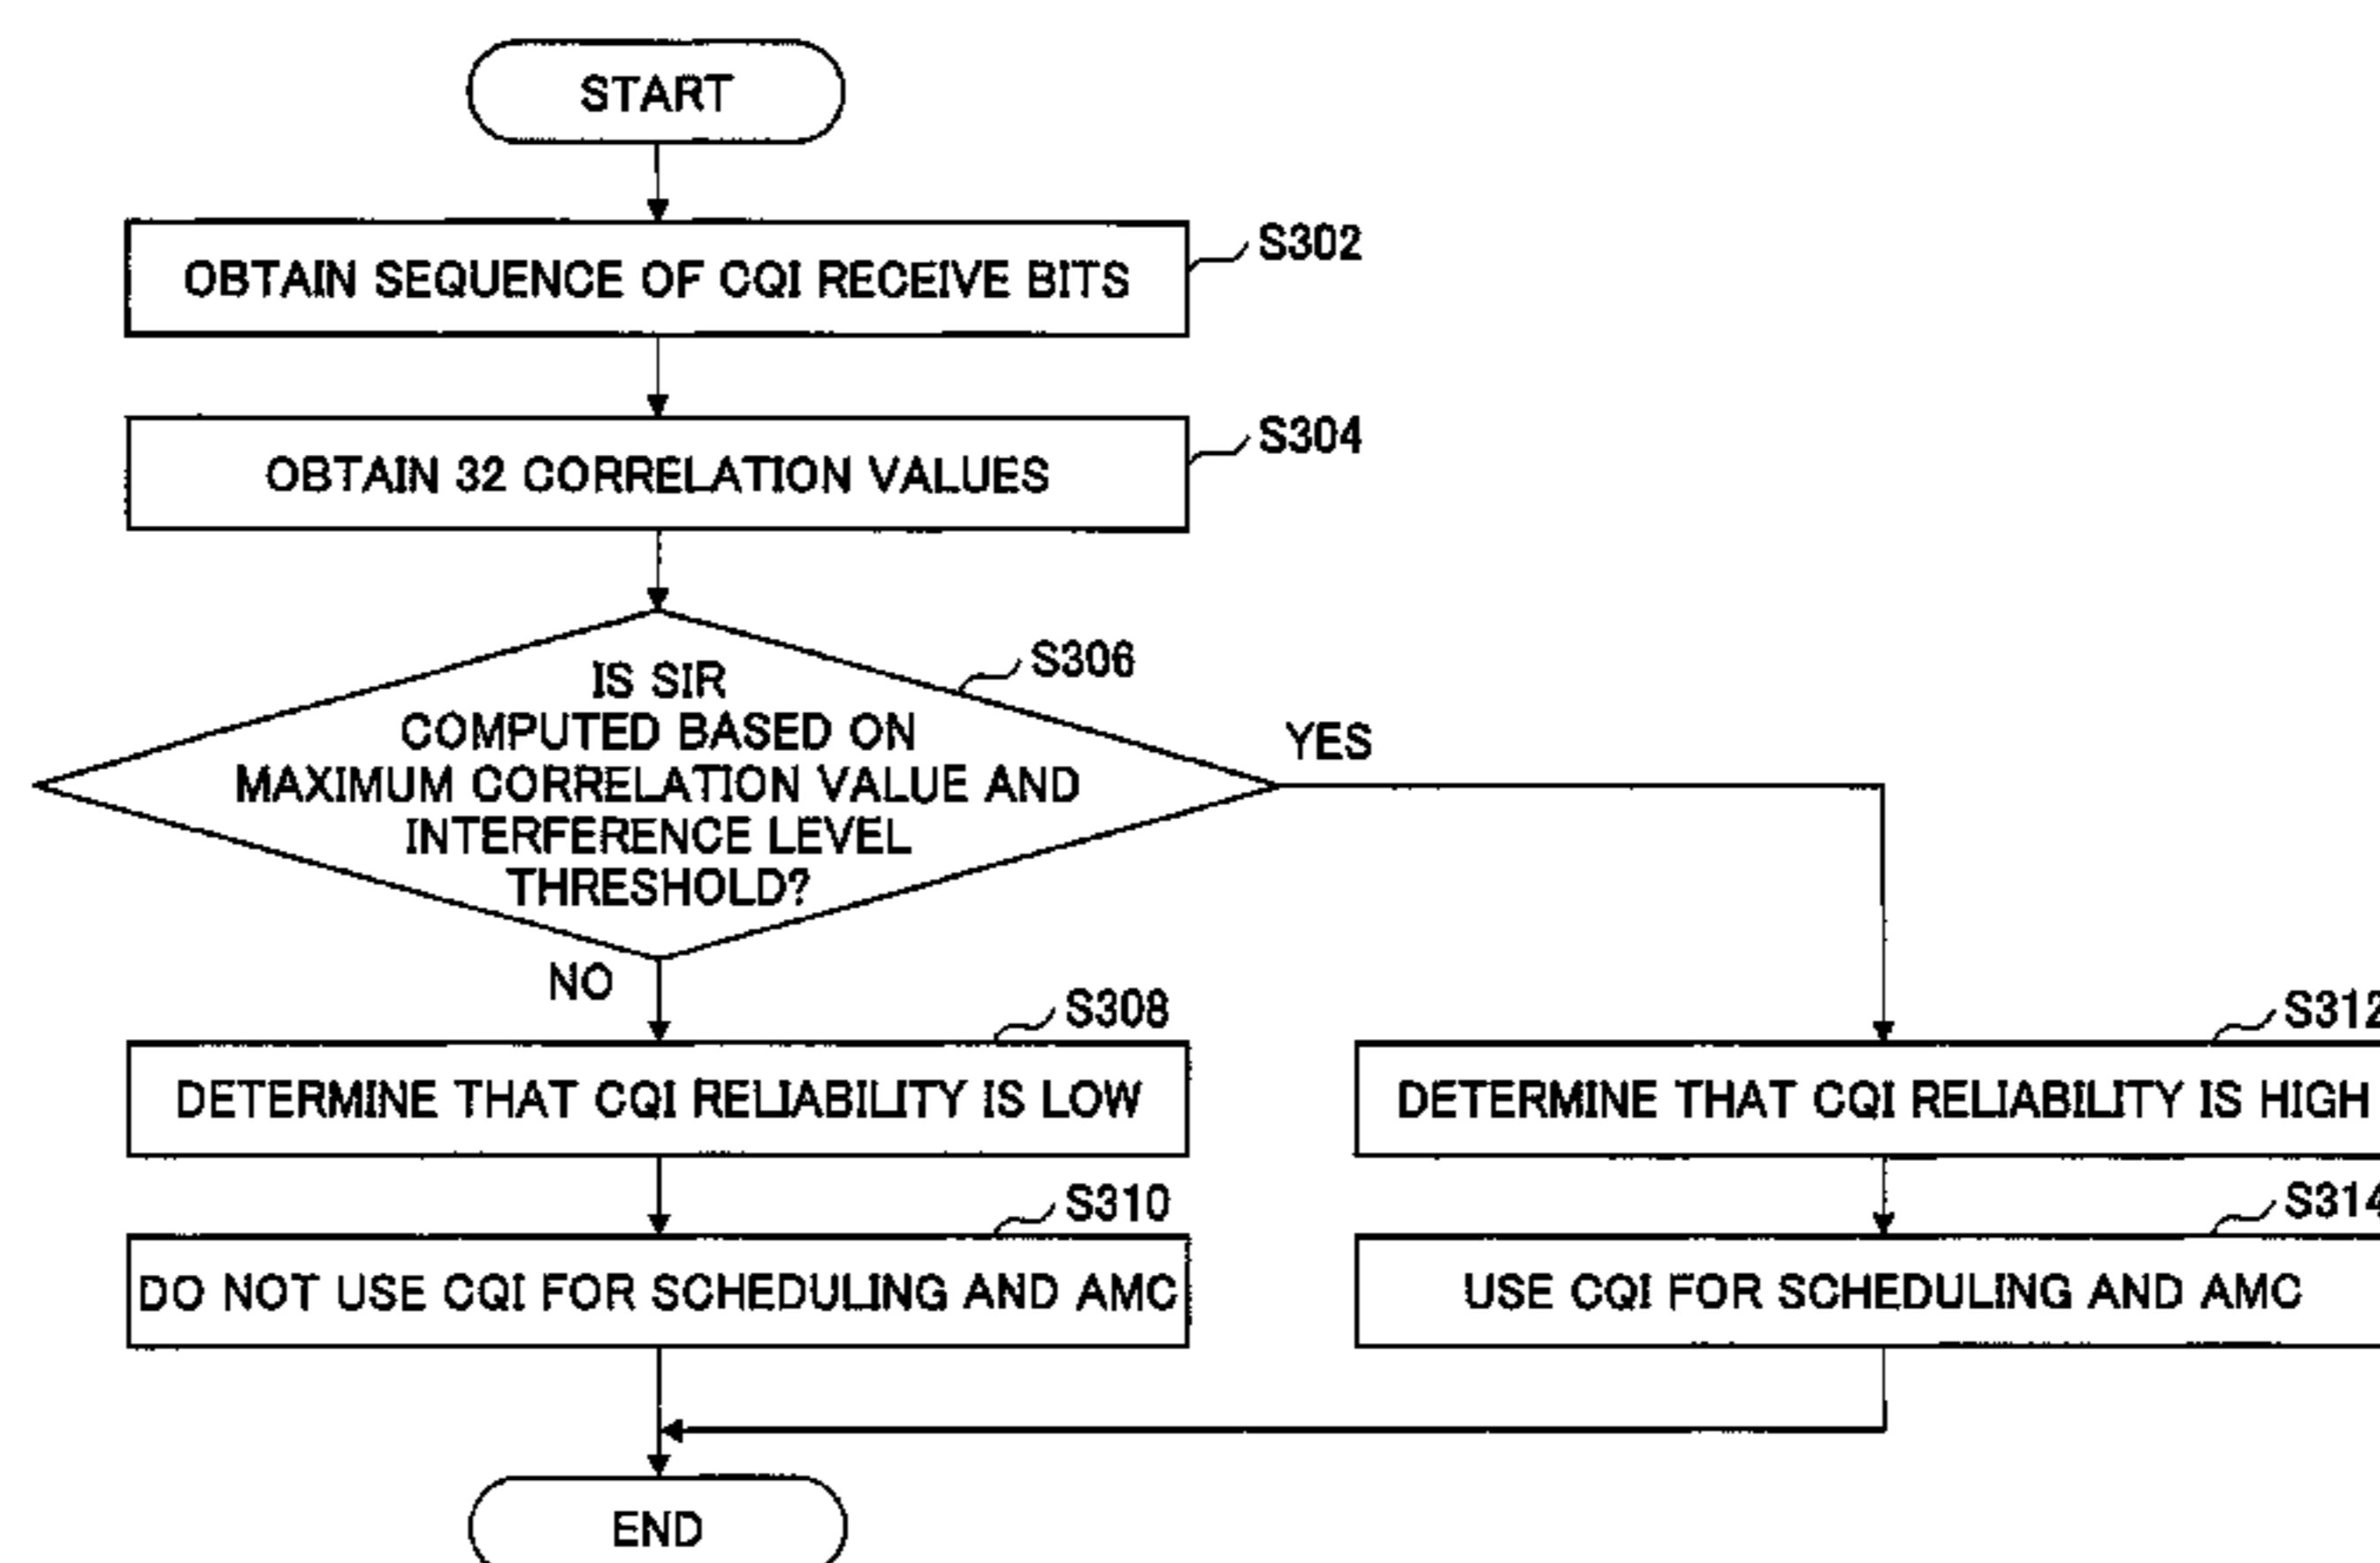 START
OBTAIN SEQUENCE OF CQI RECEIVE BITS
S302
OBTAIN 32 CORRELATION VALUES
S304
IS SIR
COMPUTED BASED ON
MAXIMUM CORRELATION VALUE AND
INTERFERENCE LEVEL
THRESHOLD?
S306
YES
NO
S308
DETERMINE THAT CQI RELIABILITY IS LOW
S312
DETERMINE THAT CQI RELIABILITY IS HIGH
S310
DO NOT USE CQI FOR SCHEDULING AND AMC
S314
USE CQI FOR SCHEDULING AND AMC
END